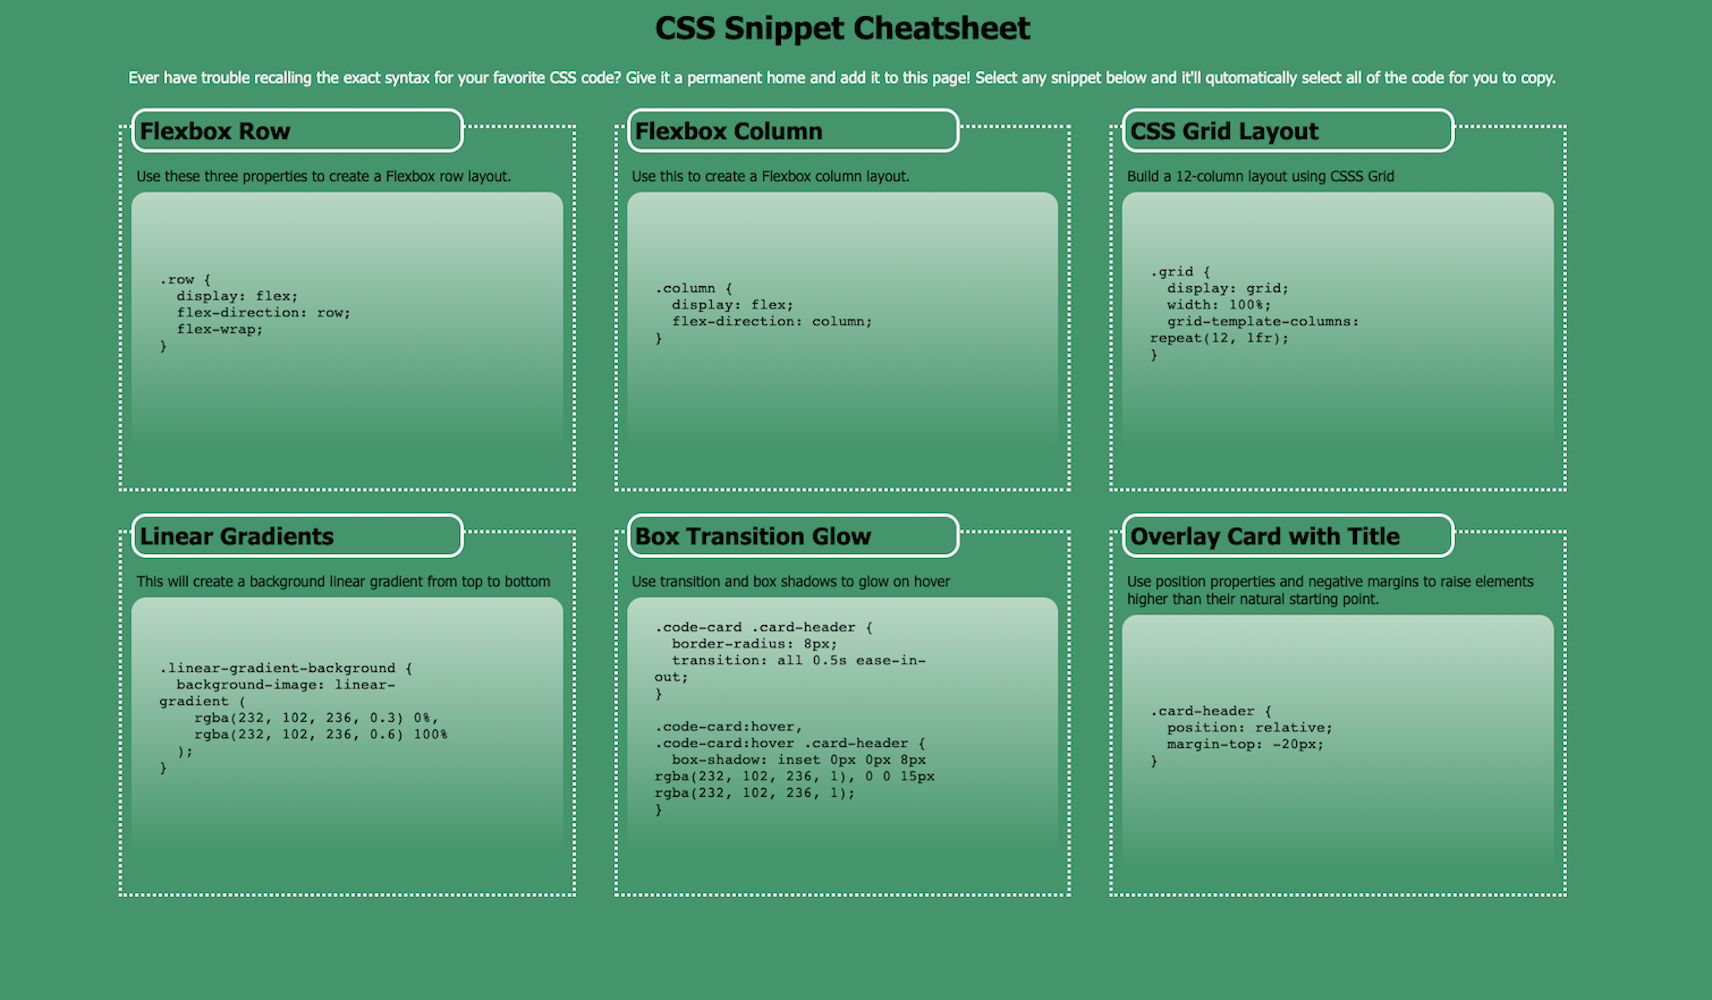 CSS Snippet Cheatsheet
Ever have trouble recalling the exact syntax for your favorite CSS code? Give it a permanent home and add it to this page! Select any snippet below and it'll qutomatically select all of the code for you to copy.
Flexbox Row
Use these three properties to create a Flexbox row layout.
.row {
  display: flex;
  flex-direction: row;
  flex-wrap;
}
Flexbox Column
Use this to create a Flexbox column layout.
.column {
  display: flex;
  flex-direction: column;
}
CSS Grid Layout
Build a 12-column layout using CSSS Grid
.grid {
  display: grid;
  width: 100%;
  grid-template-columns:
repeat(12, 1fr);
}
Linear Gradients
This will create a background linear gradient from top to bottom
.linear-gradient-background {
  background-image: linear-
gradient (
    rgba(232, 102, 236, 0.3) 0%,
    rgba(232, 102, 236, 0.6) 100%
  );
}
Box Transition Glow
Use transition and box shadows to glow on hover
.code-card .card-header {
  border-radius: 8px;
  transition: all 0.5s ease-in-
out;
}
.code-card:hover,
.code-card:hover .card-header {
  box-shadow: inset 0px 0px 8px
rgba(232, 102, 236, 1), 0 0 15px
rgba(232, 102, 236, 1);
}
Overlay Card with Title
Use position properties and negative margins to raise elements
higher than their natural starting point.
.card-header {
  position: relative;
  margin-top: -20px;
}